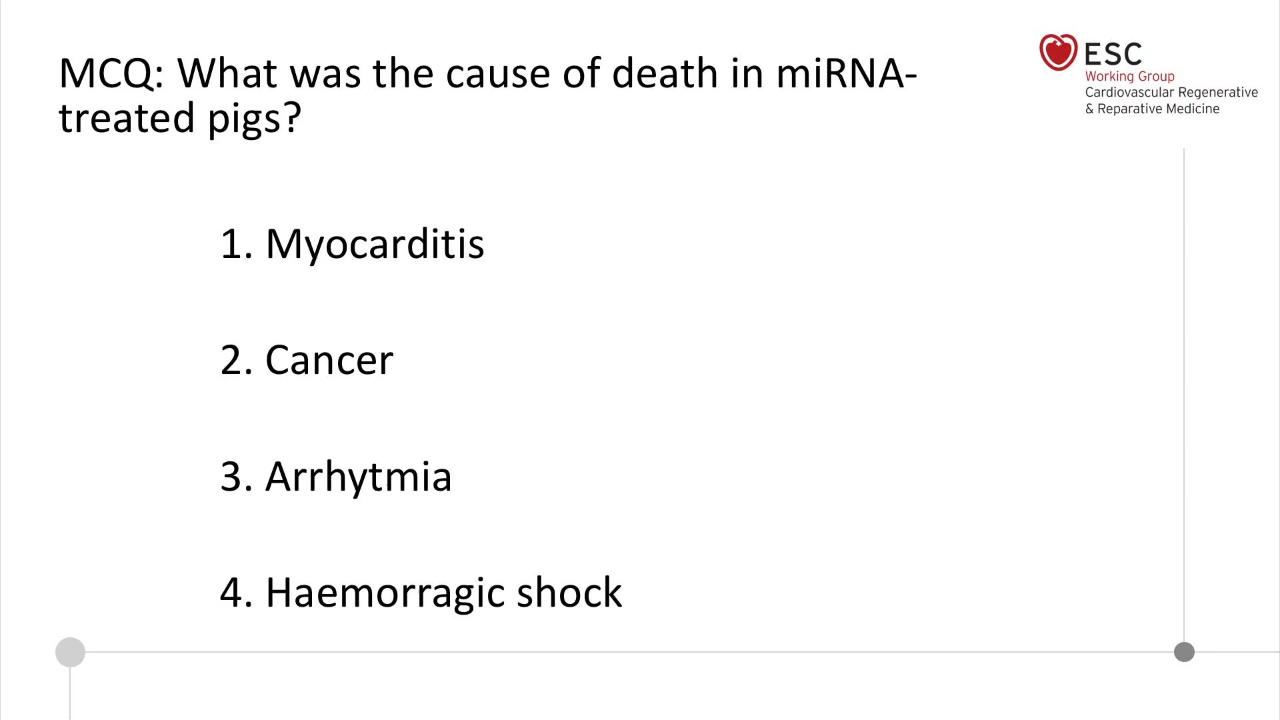 MCQ: What was the cause of death in miRNA-
treated pigs?
ESC
Working Group
Cardiovascular Regenerative
& Reparative Medicine
1. Myocarditis
2. Cancer
3. Arrhytmia
4. Haemorragic shock